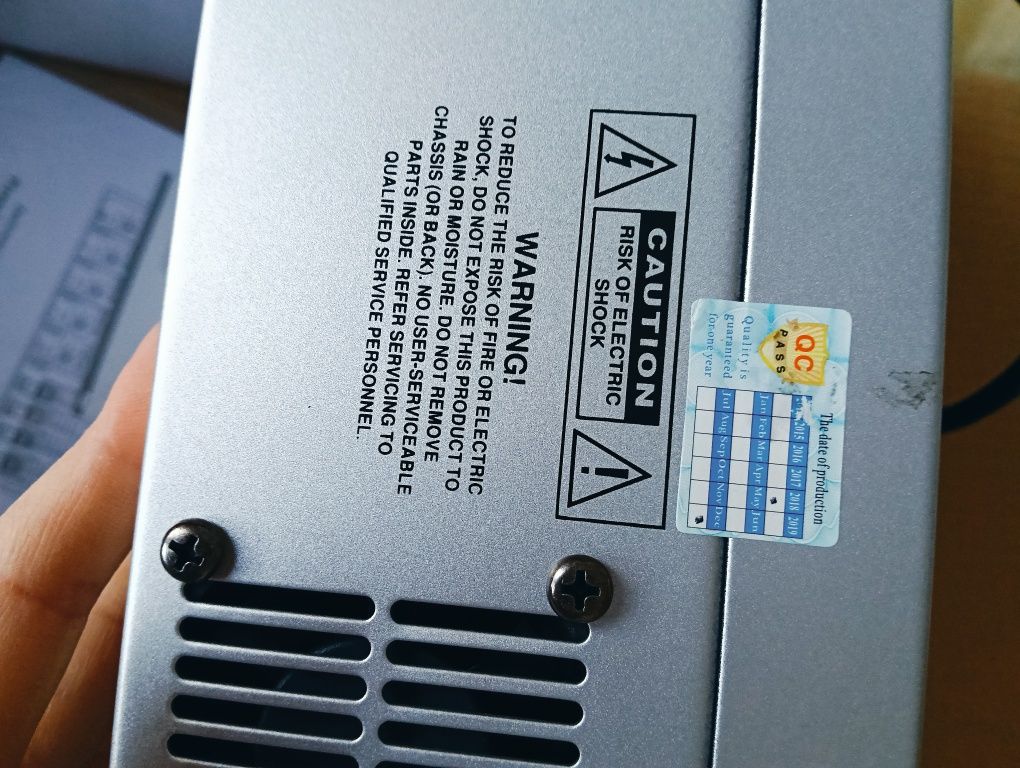 CAUTION
RISK OF ELECTRIC
SHOCK
WARNING!
TO REDUCE THE RISK OF FIRE OR ELECTRIC
SHOCK, DO NOT EXPOSE THIS PRODUCT TO
RAIN OR MOISTURE. DO NOT REMOVE
CHASSIS (OR BACK). NO USER-SERVICEABLE
PARTS INSIDE. REFER SERVICING TO
QUALIFIED SERVICE PERSONNEL.
QC
PASS
Quality is
guaranteed
for one year
The date of production
2015 2016 2017 2018 2019
Jan Feb Mar Apr May Jun
Jul Aug Sep Oct Nov Dec